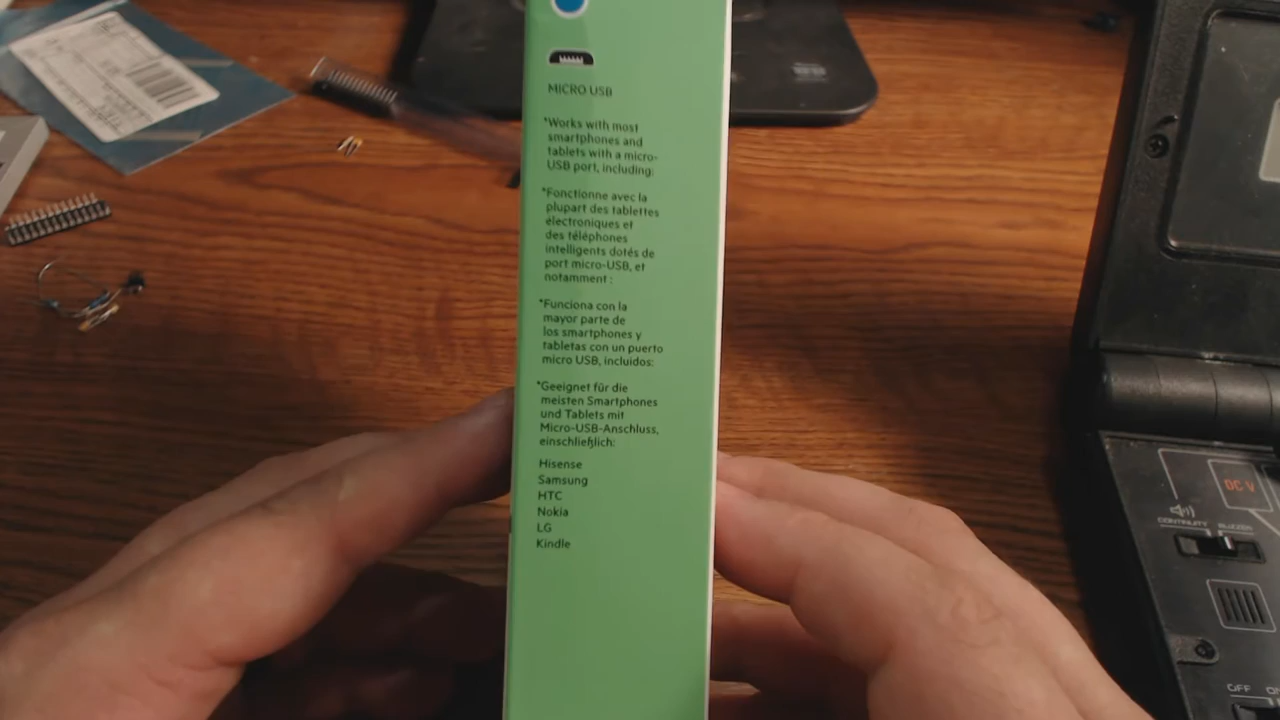 MICRO USB
*Works with most
smartphones and
tablets with a micro-
USB port, including:
*Fonctionne avec la
plupart des tablettes
électroniques et
des téléphones
intelligents dotés de
port micro-USB, et
notamment :
*Funciona con la
mayor parte de
los smartphones y
tabletas con un puerto
micro USB, incluidos:
*Geeignet für die
meisten Smartphones
und Tablets mit
Micro-USB-Anschluss,
einschließlich:
Hisense
Samsung
HTC
Nokia
LG
Kindle
DC-V
CONTINUITY BUZZER
OFF